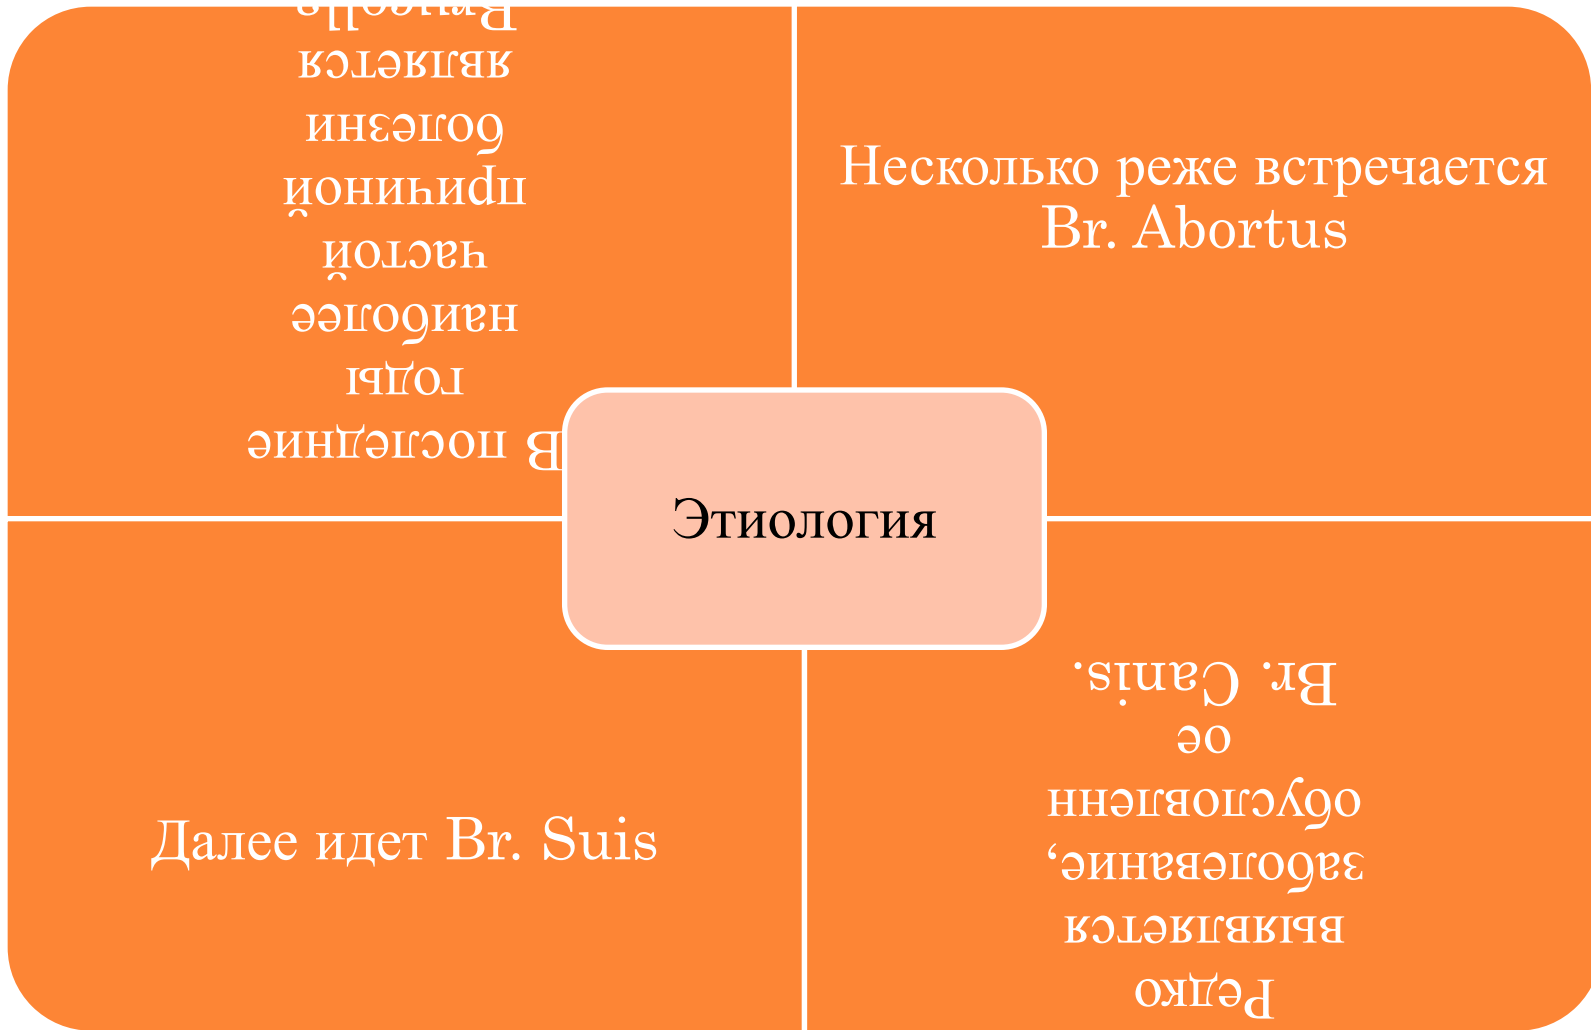 В последние
годы
наиболее
частой
причиной
болезни
является
Несколько реже встречается
Br. Abortus
Этиология
Далее идет Br. Suis
Редко
выявляется
заболевание,
обусловленн
ое
Br. Canis.